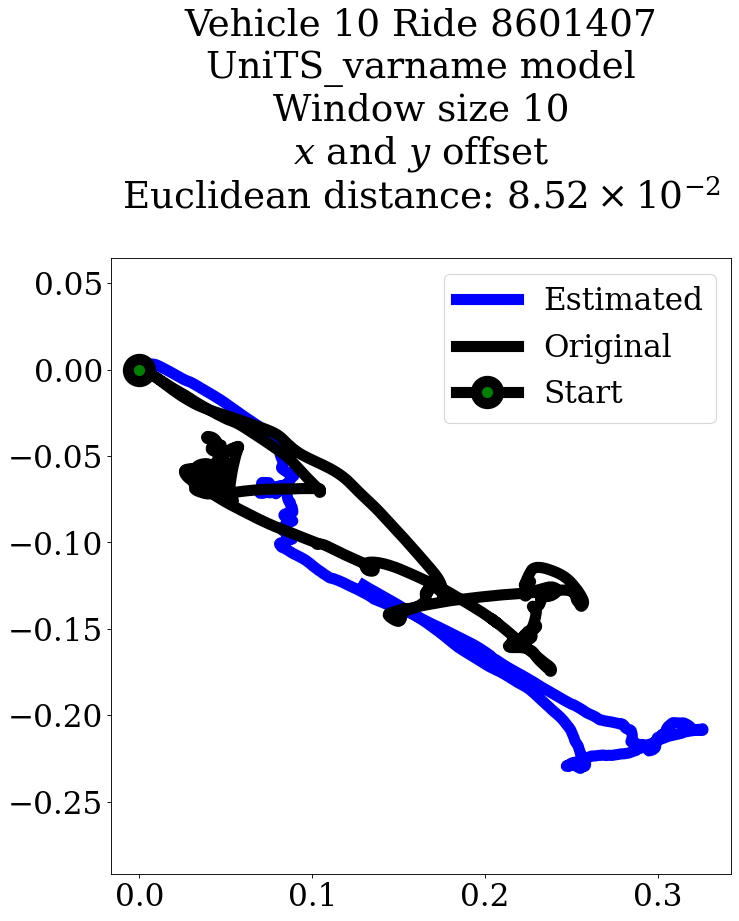 Vehicle 10 Ride 8601407
UniTS_varname model
Window size 10
x and y offset
Euclidean distance: 8.52 × 10⁻²
Estimated
Original
Start
0.05
0.00
−0.05
−0.10
−0.15
−0.20
−0.25
0.0 0.1 0.2 0.3